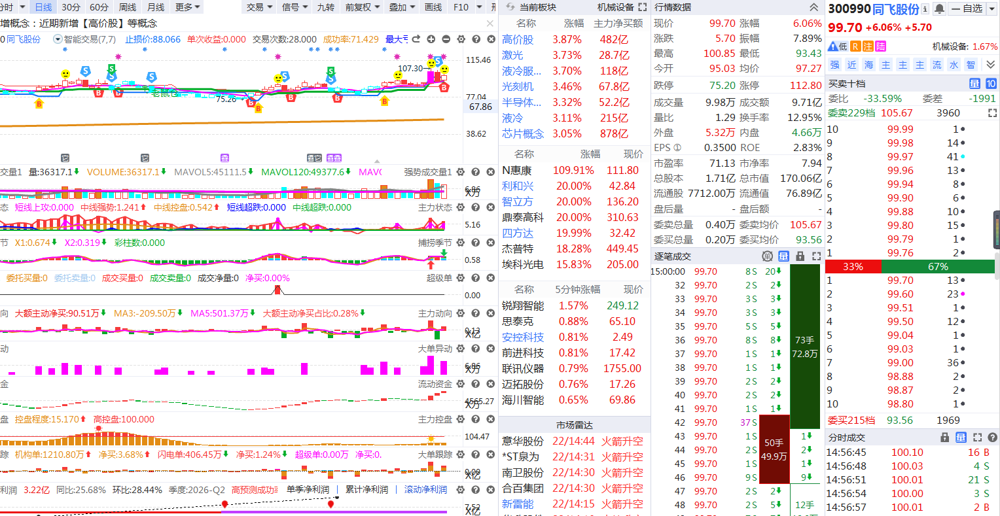 分时 日线 30分 60分 周线 月线 更多 交易 信号 九转 前复权 叠加 画线 F10
增概念：近期新增【高价股】等概念
0 同飞股份 智能交易(7,7) 止损价:88.066 单次收益:0.000 交易次数:28.000 成功率:71.429 最大亏
115.46
107.30
77.04
75.26
老鼠仓
67.86
38.62
交量1 量:36317.1 VOLUME:36317.1 MAVOL5:45111.5 MAVOL120:49377.6 MAVO 强势成交量1
6.86
X万
态 短线上攻:0.000 中线强势:1.241 中线控盘:0.542 短线超跌:0.000 中线超跌:0.000 主力状态
5.16
节 X1:0.674 X2:0.319 彩柱数:0.000 捕捞季节
0.58
委托买量:0 委托卖量:0 成交买量:0 成交卖量:0 成交净量:0 净买:0.00% 超级单
0.00
向 大额主动净买:90.51万 MA3:-209.50万 MA5:501.37万 大额主动净买占比:0.28% 主力动向
0.13
X亿
动 大单异动
6.86
X万
金 流动资金
4565.27
X万
盘 控盘程度:15.170 高控盘:100.000 主力控盘
104.47
踪 机构单:1210.80万 净买:3.68% 闪电单:406.45万 净买:1.24% 超级单:0.00万 净买:0. 大单跟踪
X亿
利润 3.22亿 同比:25.68% 环比:28.44% 季度:2026-Q2 高预测成功率 单季净利润 | 累计净利润 | 滚动净利润
7.52
X亿
当前板块 机械设备
名称 涨幅 主力净买额
高价股 3.87% 482亿
激光 3.73% 28.7亿
液冷服... 3.70% 118亿
光刻机 3.46% 67.8亿
半导体... 3.32% 52.2亿
液冷 3.11% 215亿
芯片概念 3.05% 878亿
名称 涨幅 现价
N惠康 109.91% 111.80
利和兴 20.00% 42.84
智立方 20.00% 136.20
鼎泰高科 20.00% 310.63
四方达 19.99% 32.42
杰普特 18.28% 449.45
埃科光电 15.83% 205.00
名称 5分钟涨幅 现价
锐翔智能 1.57% 249.12
思泰克 0.88% 65.10
安控科技 0.81% 2.49
前进科技 0.81% 17.42
联讯仪器 0.79% 1755.00
迈拓股份 0.76% 17.26
海川智能 0.65% 69.86
市场雷达
意华股份 22/14:44 火箭升空
*ST泉为 22/14:31 火箭升空
南卫股份 22/14:30 火箭升空
合百集团 22/14:30 火箭升空
新雷能 22/14:15 火箭升空
行情数据
现价 99.70 涨幅 6.06%
涨跌 5.70 振幅 7.89%
最高 100.85 最低 93.43
今开 95.03 均价 97.27
跌停 75.20 涨停 112.80
成交量 9.98万 成交额 9.71亿
量比 1.29 换手率 12.95%
外盘 5.32万 内盘 4.66万
EPS ① 0.3500 ROE 2.83%
市盈率 71.13 市净率 7.94
总股本 1.71亿 总市值 170.06亿
流通股 7712.00万 流通值 76.89亿
盘后量 - 盘后额 -
委卖总量 0.40万 委卖均价 105.67
委买总量 0.20万 委买均价 93.56
逐笔成交 单 量
15:00:00 99.70 8 S 20
32 99.70 2 S 2
33 99.70 3 S 3
34 99.70 3 S 3
35 99.70 5 S 5
36 99.70 8 S 8
37 99.70 1 S 1
38 99.70 1 S 1
39 99.70 2 S 2
40 99.70 2 S 2
41 99.70 1 S 1
42 99.70 37 S
43 99.70 1 S 1
44 99.70 2 S 2
45 99.70 1 S 1
46 99.70 9 S 9
47 99.70 2 S 2
48 99.70 5 S 5
73手
72.8万
50手
49.9万
12手
300990 同飞股份 自选
99.70 +6.06% +5.70
低 R 注 陆 机械设备: 1.67%
强 近 海 主 主 主 流 水 智
买卖十档 量 10
委比 -33.59% 委差 -1991
委卖229档 105.67 3960
10 99.99 1
9 99.98 14
8 99.97 41
7 99.96 13
6 99.94 8
5 99.90 6
4 99.88 10
3 99.80 15
2 99.79 1
1 99.76 2
33% 67%
1 99.70 13
2 99.60 23
3 99.51 1
4 99.50 12
5 99.04 1
6 99.03 1
7 99.00 36
8 98.88 2
9 98.87 2
10 98.80 1
委买215档 93.56 1969
分时成交 量
14:56:45 100.10 16 B
14:56:48 100.03 4 S
14:56:51 100.01 21 S
14:56:54 100.00 3 S
14:56:57 100.01 2 B